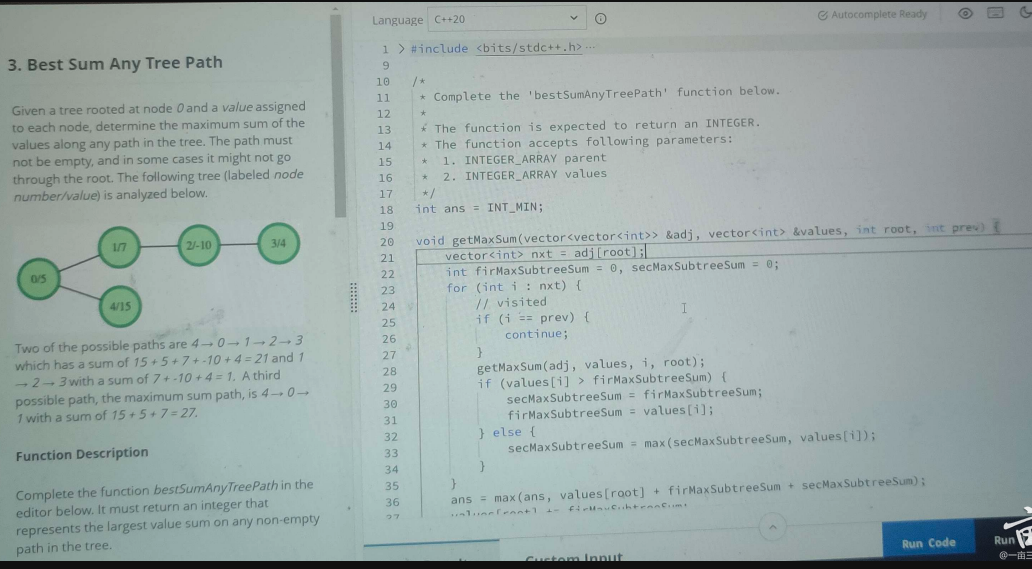 Language C++20
Autocomplete Ready
3. Best Sum Any Tree Path
Given a tree rooted at node 0 and a value assigned
to each node, determine the maximum sum of the
values along any path in the tree. The path must
not be empty, and in some cases it might not go
through the root. The following tree (labeled node
number/value) is analyzed below.
1/7
2/-10
3/4
0/5
4/15
Two of the possible paths are 4→0→1→2→3
which has a sum of 15+5+7+-10+4=21 and 1
→2→3 with a sum of 7+-10+4=1. A third
possible path, the maximum sum path, is 4→0→
1 with a sum of 15+5+7=27.
Function Description
Complete the function bestSumAnyTreePath in the
editor below. It must return an integer that
represents the largest value sum on any non-empty
path in the tree.
1 > #include <bits/stdc++.h>···
9
10 /*
11 * Complete the 'bestSumAnyTreePath' function below.
12 *
13 * The function is expected to return an INTEGER.
14 * The function accepts following parameters:
15 * 1. INTEGER_ARRAY parent
16 * 2. INTEGER_ARRAY values
17 */
18 int ans = INT_MIN;
19
20 void getMaxSum(vector<vector<int>> &adj, vector<int> &values, int root, int prev) {
21 vector<int> nxt = adj[root];
22 int firMaxSubtreeSum = 0, secMaxSubtreeSum = 0;
23 for (int i : nxt) {
24 // visited
25 if (i == prev) {
26 continue;
27 }
28 getMaxSum(adj, values, i, root);
29 if (values[i] > firMaxSubtreeSum) {
30 secMaxSubtreeSum = firMaxSubtreeSum;
31 firMaxSubtreeSum = values[i];
32 } else {
33 secMaxSubtreeSum = max(secMaxSubtreeSum, values[i]);
34 }
35 }
36 ans = max(ans, values[root] + firMaxSubtreeSum + secMaxSubtreeSum);
Custom Input
Run Code
Run
@一亩三